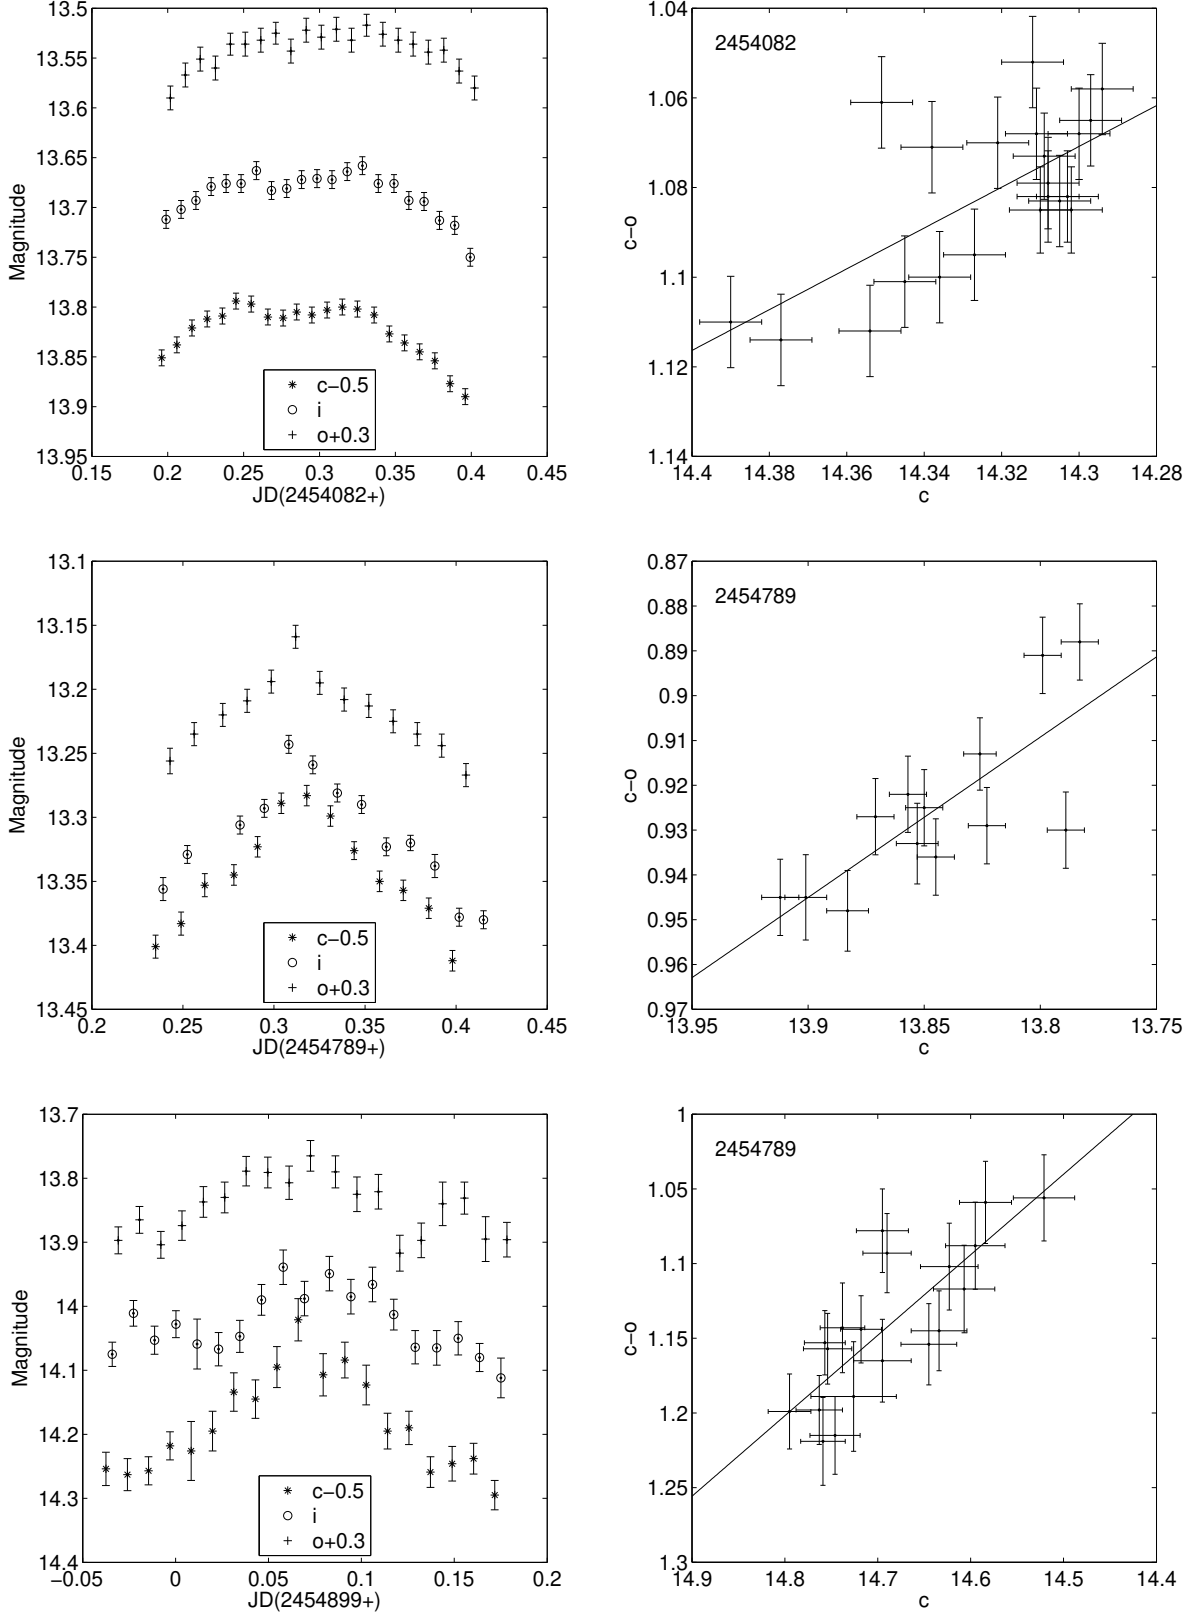 13.5
13.55
13.6
13.65
13.7
13.75
13.8
13.85
13.9
13.95
Magnitude
c−0.5
i
o+0.3
0.15 0.2 0.25 0.3 0.35 0.4 0.45
JD(2454082+)
1.04
1.06
1.08
1.1
1.12
1.14
c−o
2454082
14.4 14.38 14.36 14.34 14.32 14.3 14.28
c
13.1
13.15
13.2
13.25
13.3
13.35
13.4
13.45
Magnitude
c−0.5
i
o+0.3
0.2 0.25 0.3 0.35 0.4 0.45
JD(2454789+)
0.87
0.88
0.89
0.9
0.91
0.92
0.93
0.94
0.95
0.96
0.97
c−o
2454789
13.95 13.9 13.85 13.8 13.75
c
13.7
13.8
13.9
14
14.1
14.2
14.3
14.4
Magnitude
c−0.5
i
o+0.3
−0.05 0 0.05 0.1 0.15 0.2
JD(2454899+)
1
1.05
1.1
1.15
1.2
1.25
1.3
c−o
2454789
14.9 14.8 14.7 14.6 14.5 14.4
c